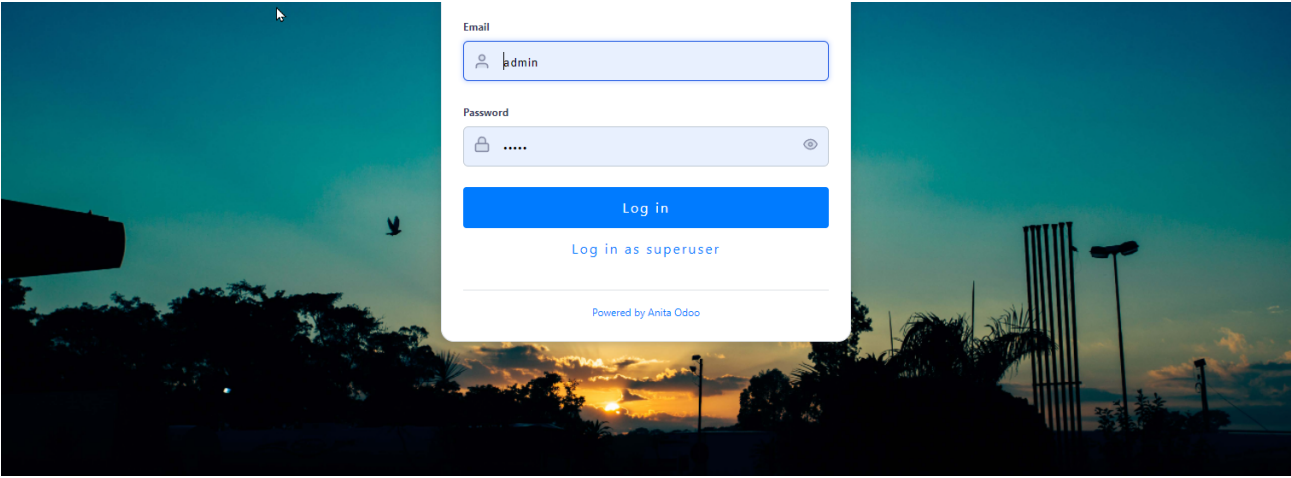 Email
admin
Password
•••••
Log in
Log in as superuser
Powered by Anita Odoo